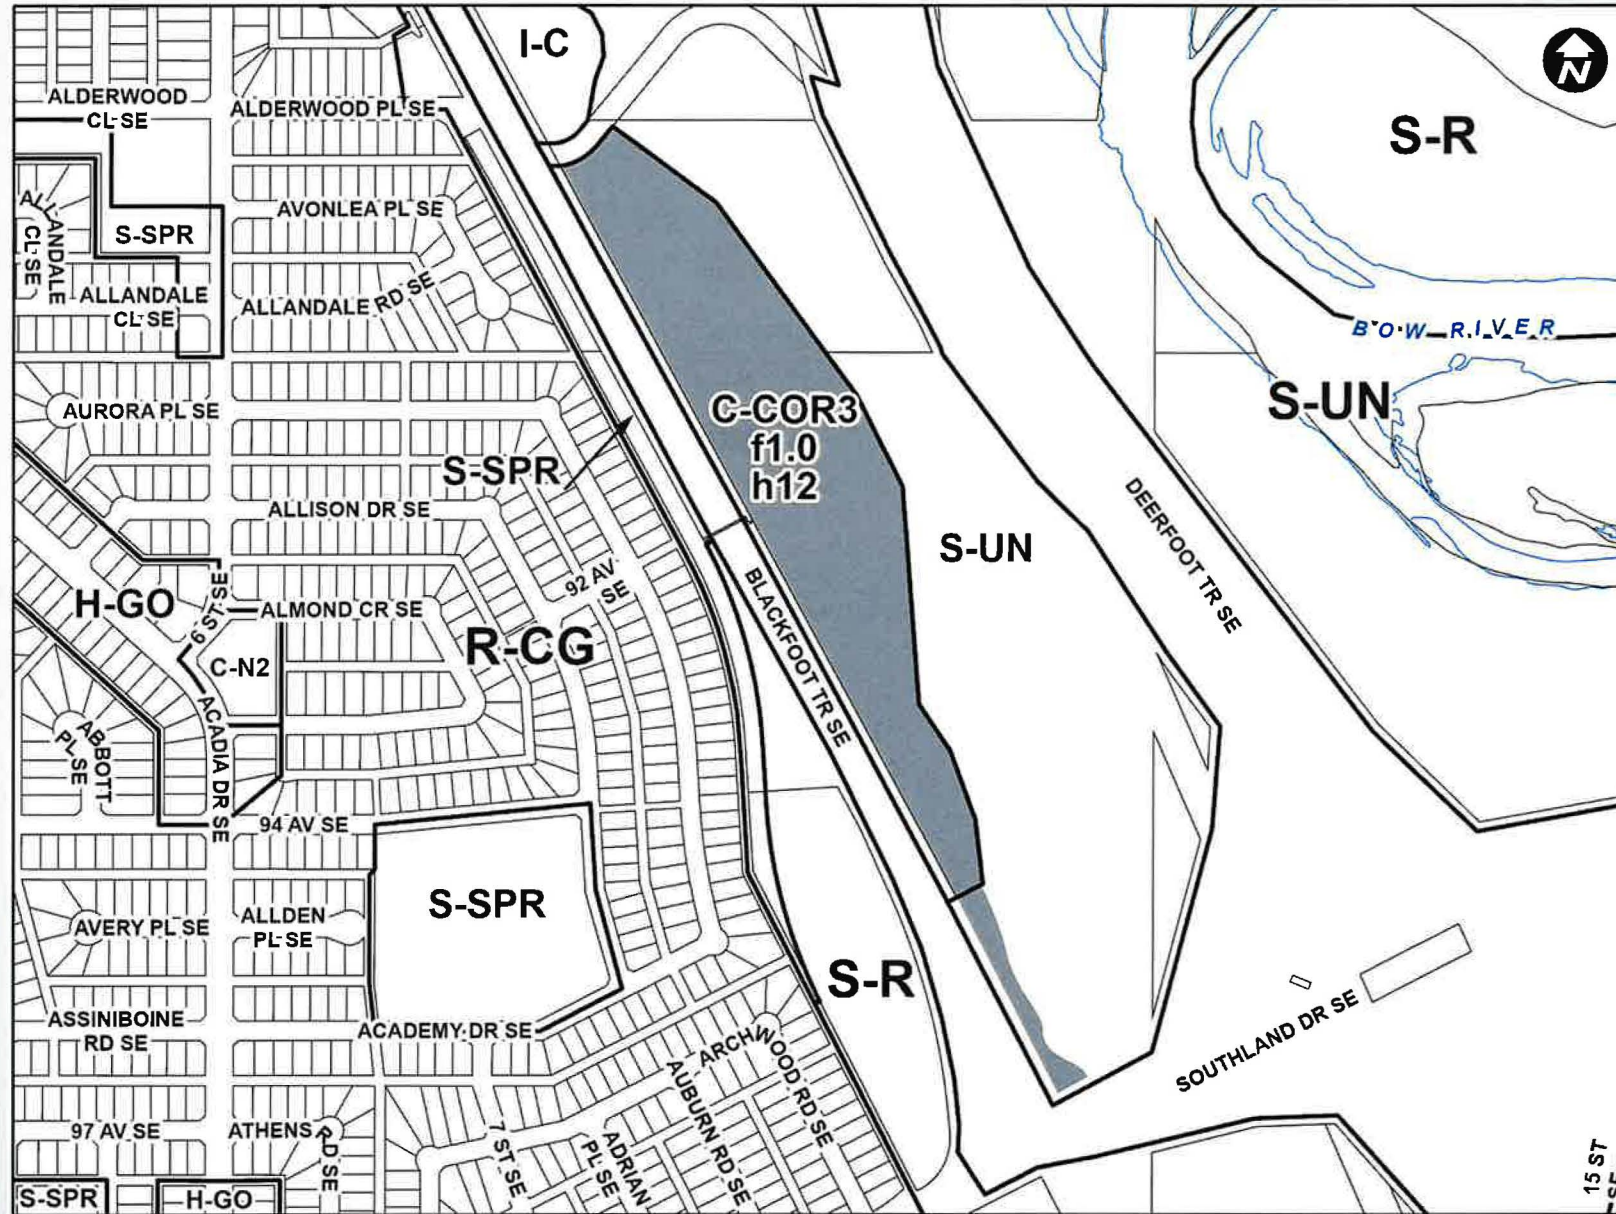 I-C
N
ALDERWOOD
CL SE
ALDERWOOD PL SE
S-R
ALLANDALE
CL SE
AVONLEA PL SE
S-SPR
ALLANDALE
CL SE
ALLANDALE RD SE
BOW RIVER
AURORA PL SE
C-COR3
f1.0
h12
S-UN
S-SPR
ALLISON DR SE
DEERFOOT TR SE
S-UN
H-GO
6 ST SE
ALMOND CR SE
92 AV
SE
R-CG
BLACKFOOT TR SE
C-N2
ACADIA DR SE
ABBOTT
PL SE
94 AV SE
S-SPR
AVERY PL SE
ALLDEN
PL SE
S-R
ASSINIBOINE
RD SE
ACADEMY DR SE
ARCHWOOD RD SE
SOUTHLAND DR SE
AUBURN RD SE
97 AV SE
ATHENS RD SE
7 ST SE
ADRIAN
PL SE
15 ST
SE
S-SPR
H-GO